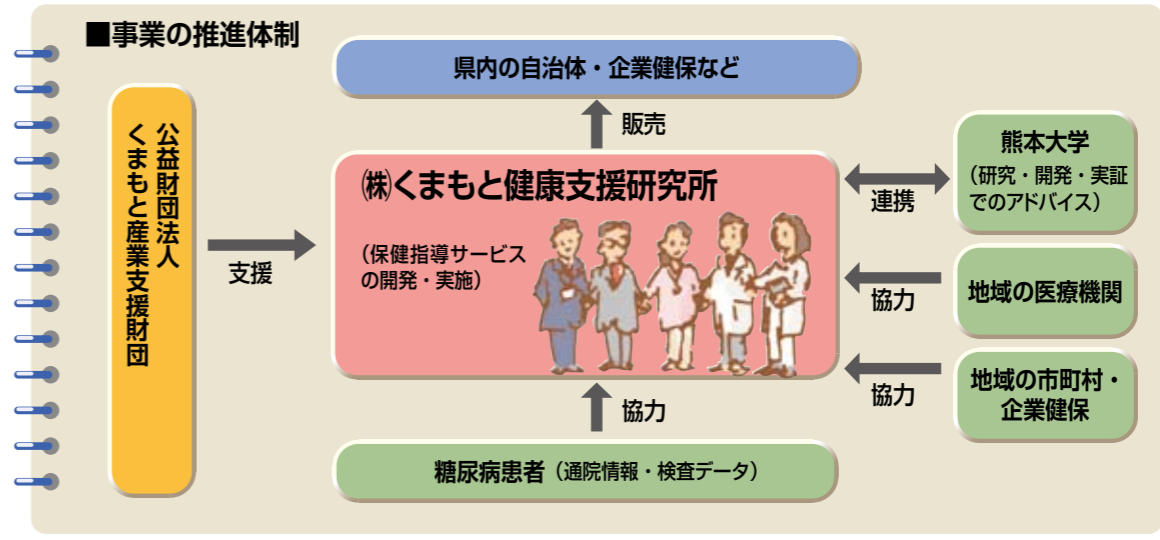 ■事業の推進体制
県内の自治体・企業健保など
販売
公益財団法人
くまもと産業支援財団
支援
㈱くまもと健康支援研究所
（保健指導サービス
の開発・実施）
連携
熊本大学
（研究・開発・実証
でのアドバイス）
協力
地域の医療機関
協力
地域の市町村・
企業健保
協力
糖尿病患者（通院情報・検査データ）